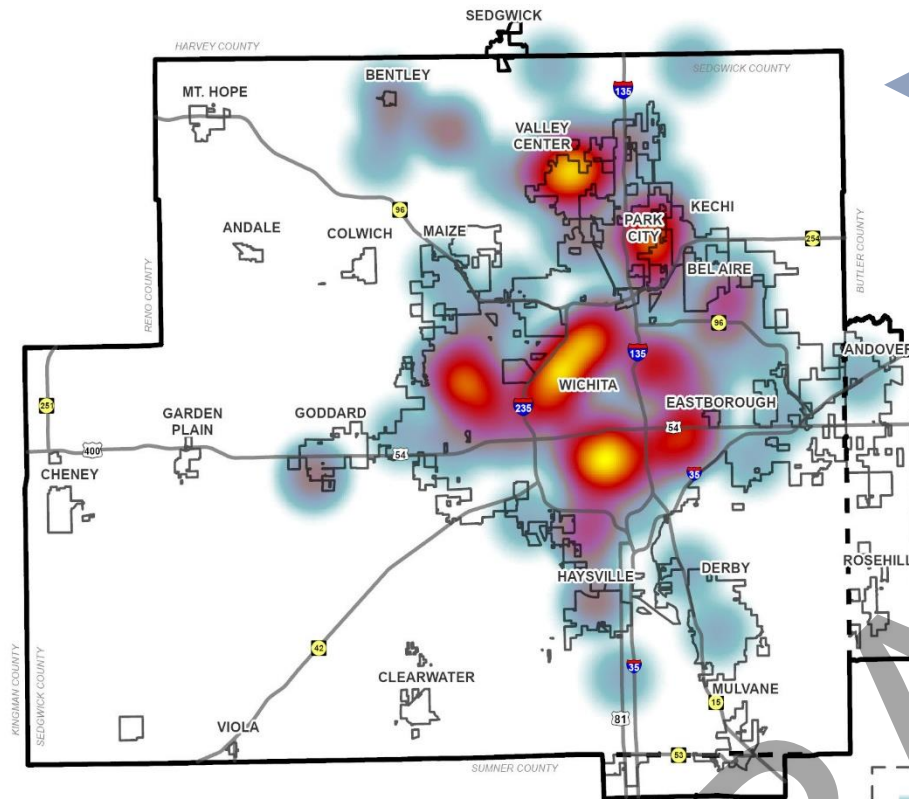 SEDGWICK
HARVEY COUNTY
SEDGWICK COUNTY
BENTLEY
MT. HOPE
135
VALLEY
CENTER
96
ANDALE
COLWICH
MAIZE
PARK
CITY
KECHI
254
BEL AIRE
BUTLER COUNTY
RENO COUNTY
96
ANDOVER
135
WICHITA
251
235
EASTBOROUGH
GARDEN
PLAIN
GODDARD
54
400
54
CHENEY
35
HAYSVILLE
DERBY
ROSEHILL
42
35
KINGMAN COUNTY
SEDGWICK COUNTY
CLEARWATER
MULVANE
15
81
VIOLA
53
SUMNER COUNTY